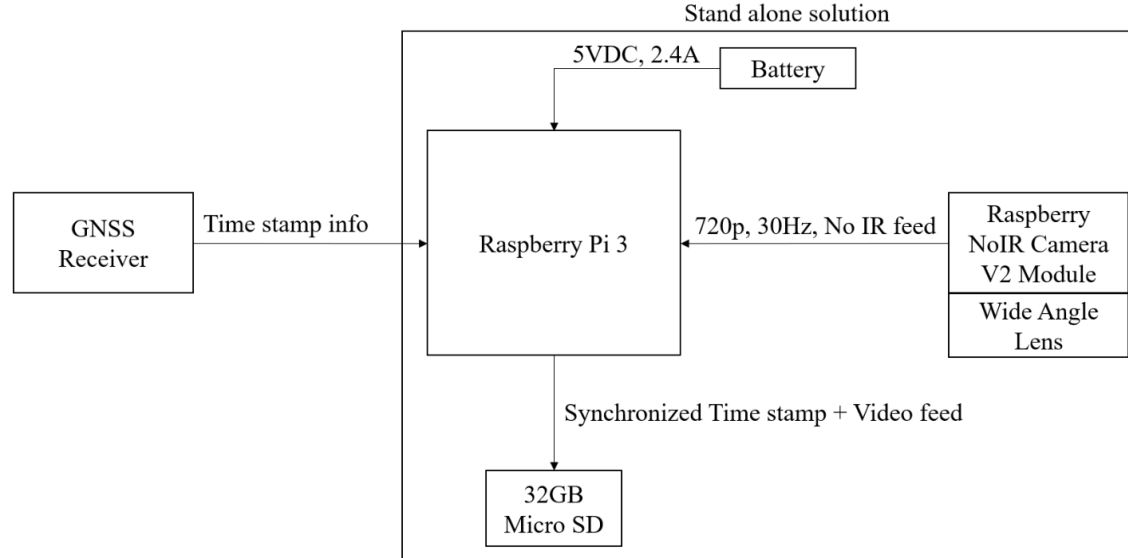 Stand alone solution
5VDC, 2.4A
Battery
GNSS
Receiver
Time stamp info
Raspberry Pi 3
720p, 30Hz, No IR feed
Raspberry
NoIR Camera
V2 Module
Wide Angle
Lens
Synchronized Time stamp + Video feed
32GB
Micro SD